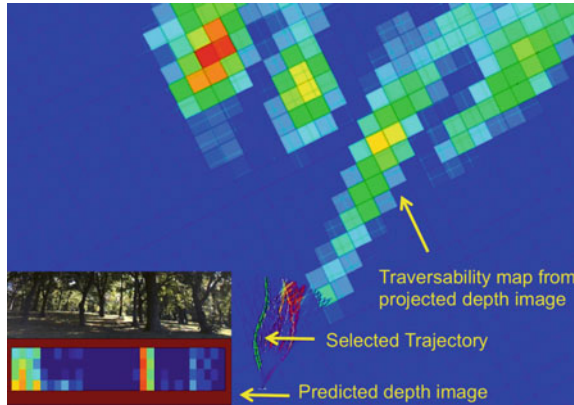 Traversability map from
projected depth image
Selected Trajectory
Predicted depth image